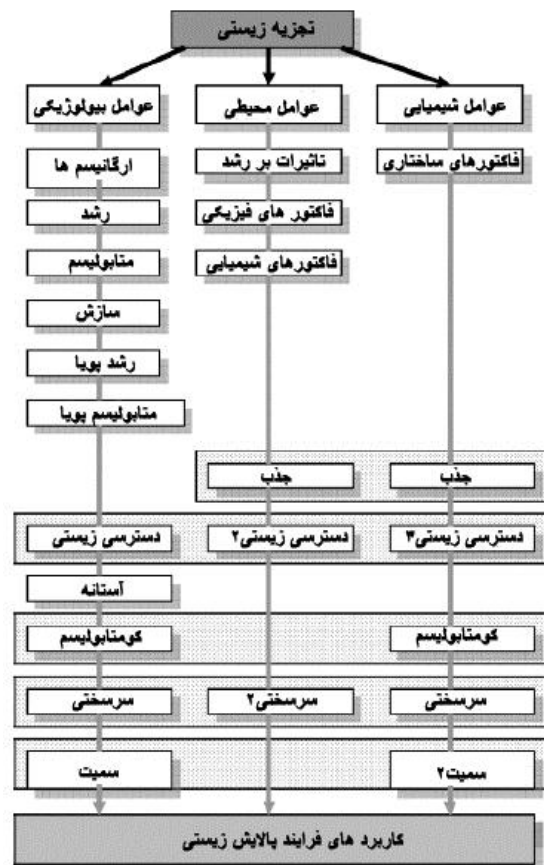 تجزیه زیستی
عوامل شیمیایی
عوامل محیطی
عوامل بیولوژیکی
فاکتورهای ساختاری
تاثیرات بر رشد
ارگانیسم ها
فاکتور های فیزیکی
رشد
فاکتورهای شیمیایی
متابولیسم
سازش
رشد پویا
متابولیسم پویا
جذب
جذب
دسترسی زیستی۳
دسترسی زیستی۲
دسترسی زیستی
آستانه
کومتابولیسم
کومتابولیسم
سرسختی
سرسختی۲
سرسختی
سمیت۲
سمیت
کاربرد های فرایند پالایش زیستی